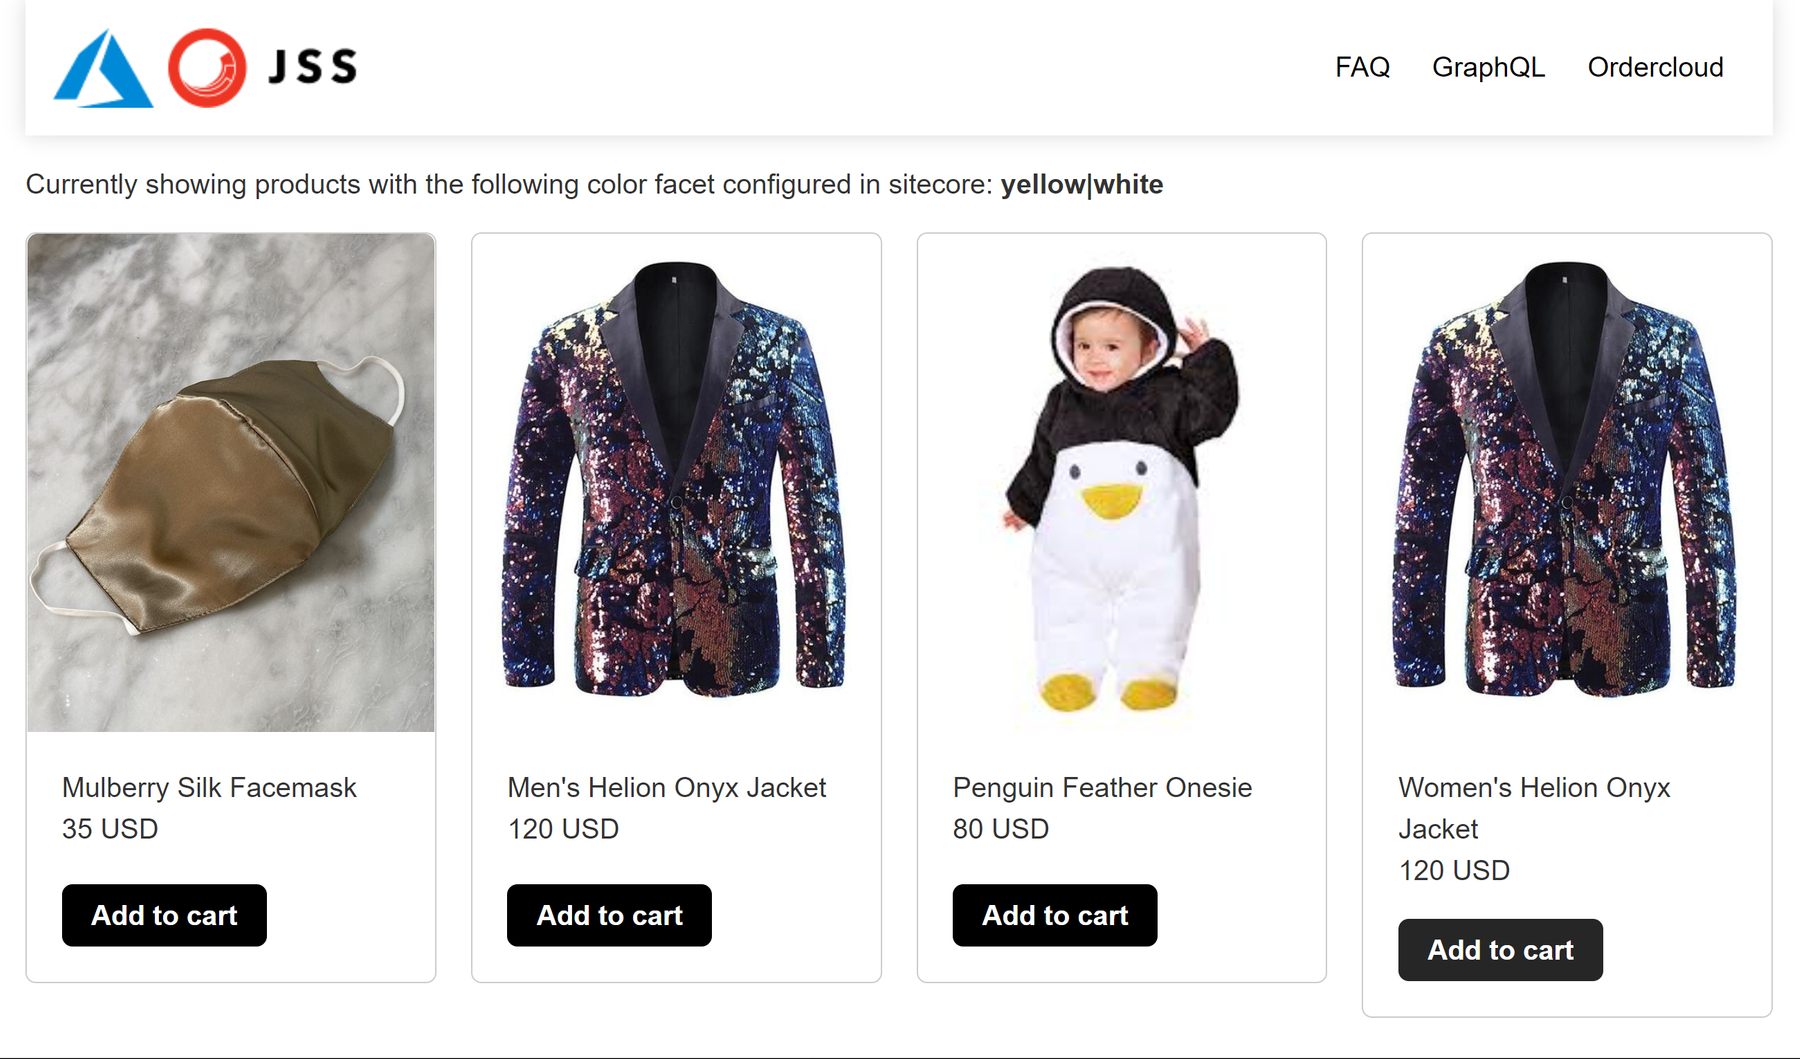 JSS
FAQ GraphQL Ordercloud
Currently showing products with the following color facet configured in sitecore: yellow|white
Mulberry Silk Facemask
35 USD
Add to cart
Men's Helion Onyx Jacket
120 USD
Add to cart
Penguin Feather Onesie
80 USD
Add to cart
Women's Helion Onyx
Jacket
120 USD
Add to cart